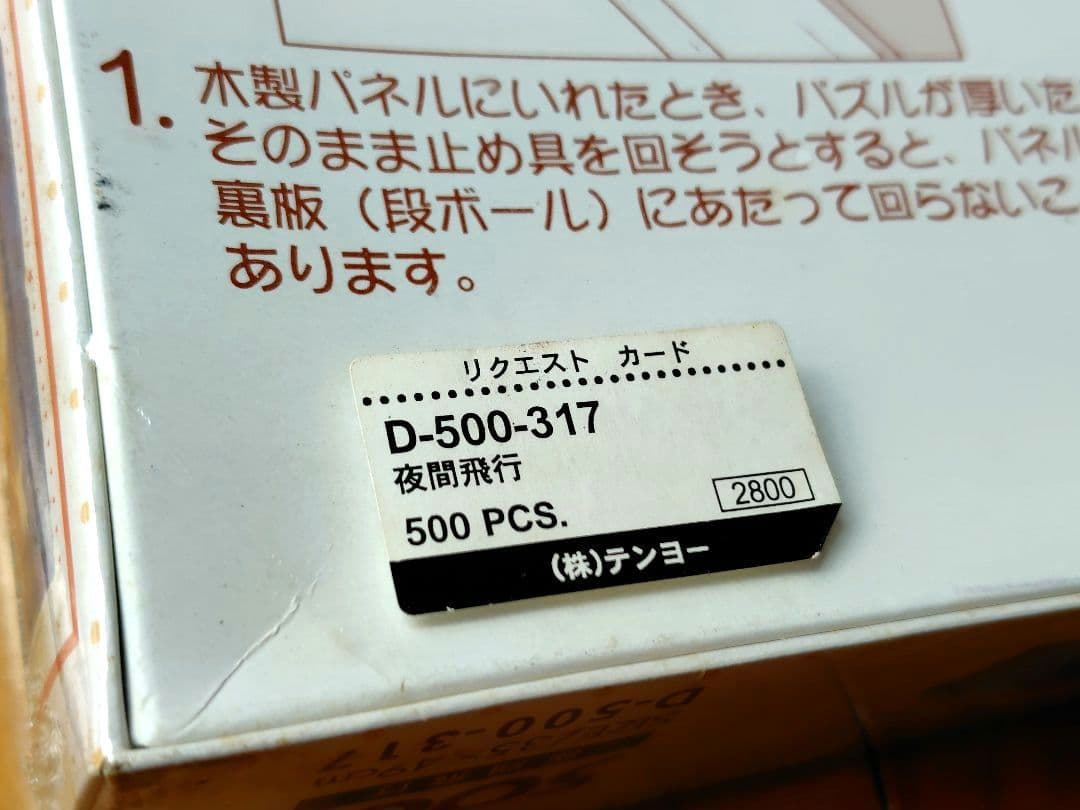 1. 木製パネルにいれたとき、パズルが厚いた
そのまま止め具を回そうとすると、パネル
裏板（段ボール）にあたって回らないこ
あります。
リクエスト カード
D-500-317
夜間飛行
500 PCS.
2800
(株)テンヨー
D-500-317